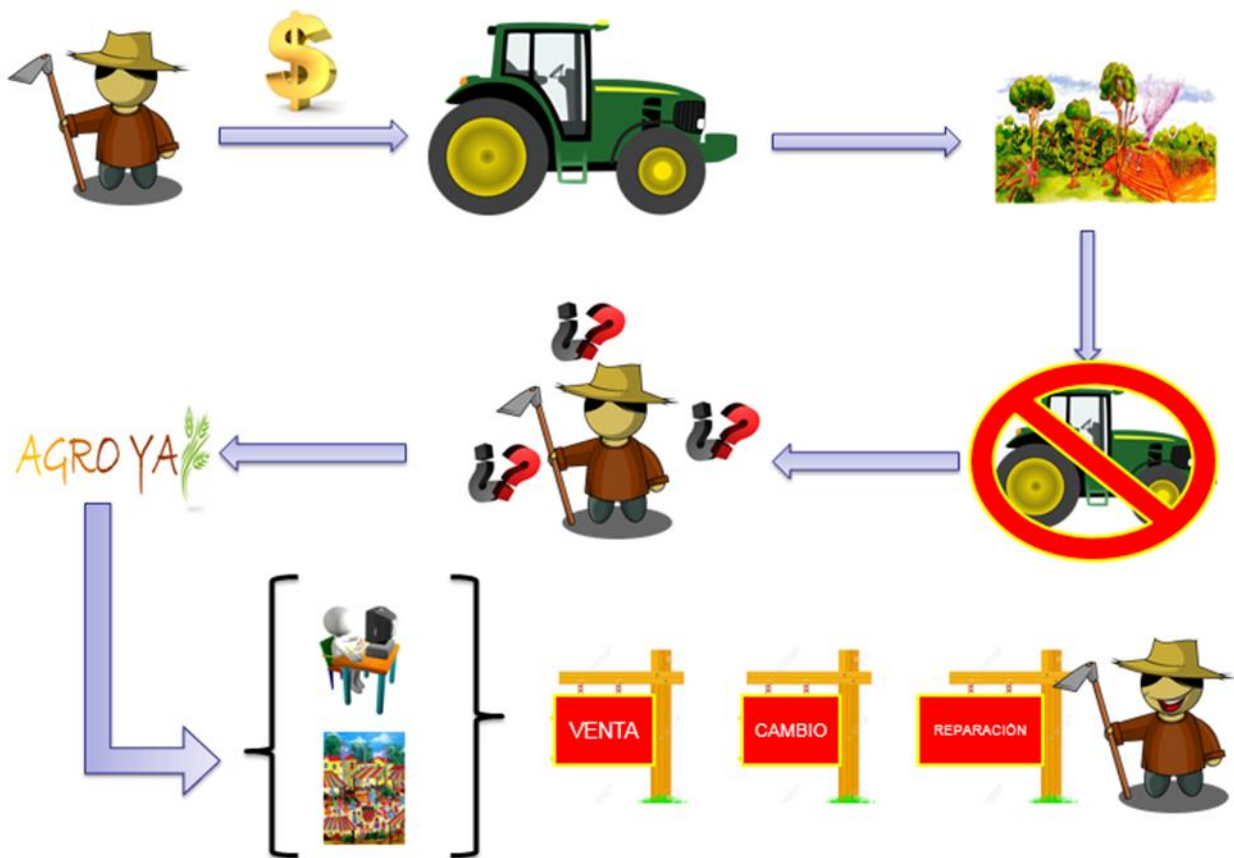 $
¿?
¿?
¿?
AGRO YA
VENTA
CAMBIO
REPARACIÓN